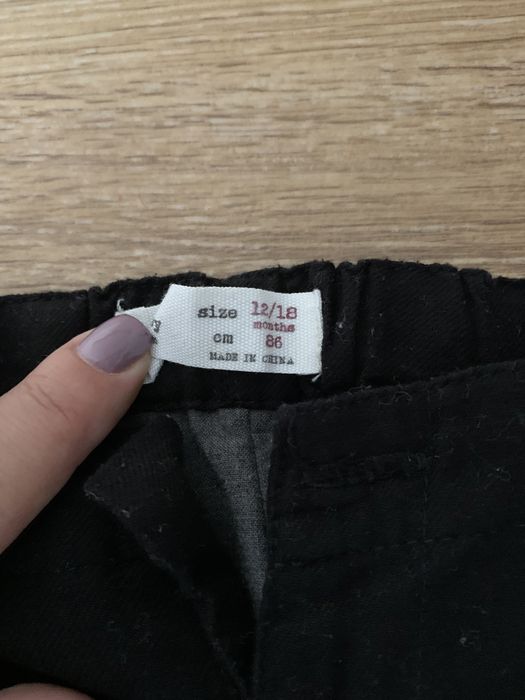 size 12/18
months
cm 86
MADE IN CHINA